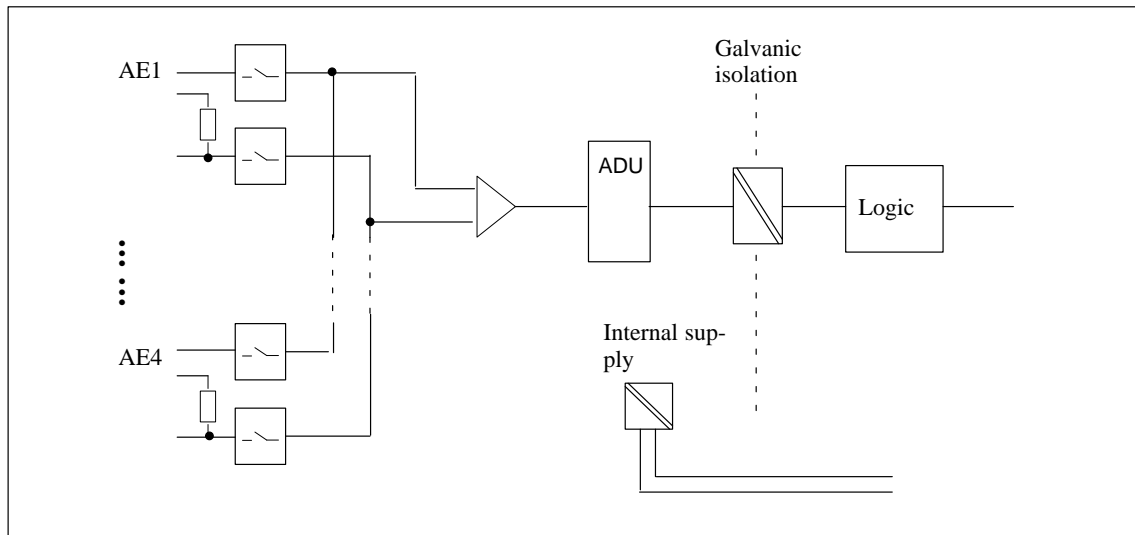 Galvanic
isolation
AE1
ADU
Logic
Internal sup-
ply
AE4